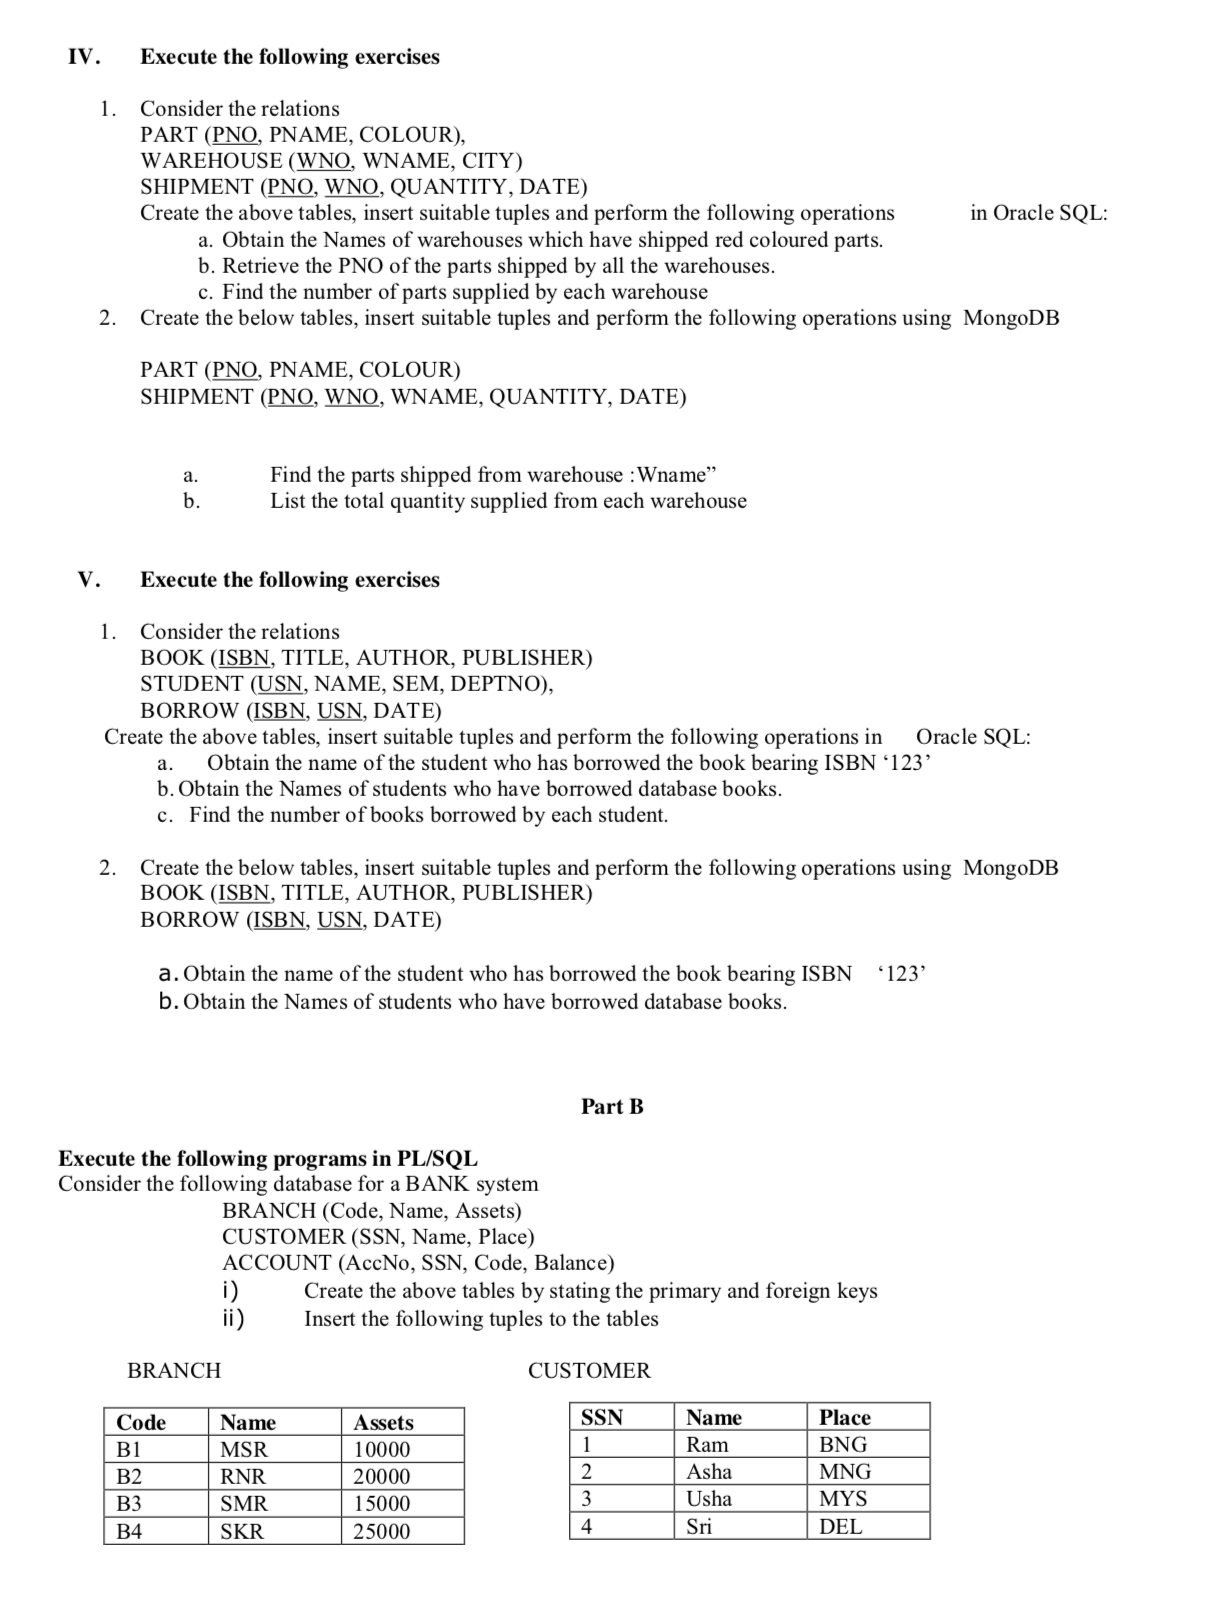 IV. Execute the following exercises
1. Consider the relations
PART (PNO, PNAME, COLOUR),
WAREHOUSE (WNO, WNAME, CITY)
SHIPMENT (PNO, WNO, QUANTITY, DATE)
Create the above tables, insert suitable tuples and perform the following operations in Oracle SQL:
a. Obtain the Names of warehouses which have shipped red coloured parts.
b. Retrieve the PNO of the parts shipped by all the warehouses.
c. Find the number of parts supplied by each warehouse
2. Create the below tables, insert suitable tuples and perform the following operations using MongoDB
PART (PNO, PNAME, COLOUR)
SHIPMENT (PNO, WNO, WNAME, QUANTITY, DATE)
a. Find the parts shipped from warehouse :Wname”
b. List the total quantity supplied from each warehouse
V. Execute the following exercises
1. Consider the relations
BOOK (ISBN, TITLE, AUTHOR, PUBLISHER)
STUDENT (USN, NAME, SEM, DEPTNO),
BORROW (ISBN, USN, DATE)
Create the above tables, insert suitable tuples and perform the following operations in Oracle SQL:
a. Obtain the name of the student who has borrowed the book bearing ISBN ‘123’
b. Obtain the Names of students who have borrowed database books.
c. Find the number of books borrowed by each student.
2. Create the below tables, insert suitable tuples and perform the following operations using MongoDB
BOOK (ISBN, TITLE, AUTHOR, PUBLISHER)
BORROW (ISBN, USN, DATE)
a. Obtain the name of the student who has borrowed the book bearing ISBN ‘123’
b. Obtain the Names of students who have borrowed database books.
Part B
Execute the following programs in PL/SQL
Consider the following database for a BANK system
BRANCH (Code, Name, Assets)
CUSTOMER (SSN, Name, Place)
ACCOUNT (AccNo, SSN, Code, Balance)
i) Create the above tables by stating the primary and foreign keys
ii) Insert the following tuples to the tables
BRANCH
Code Name Assets
B1 MSR 10000
B2 RNR 20000
B3 SMR 15000
B4 SKR 25000
CUSTOMER
SSN Name Place
1 Ram BNG
2 Asha MNG
3 Usha MYS
4 Sri DEL